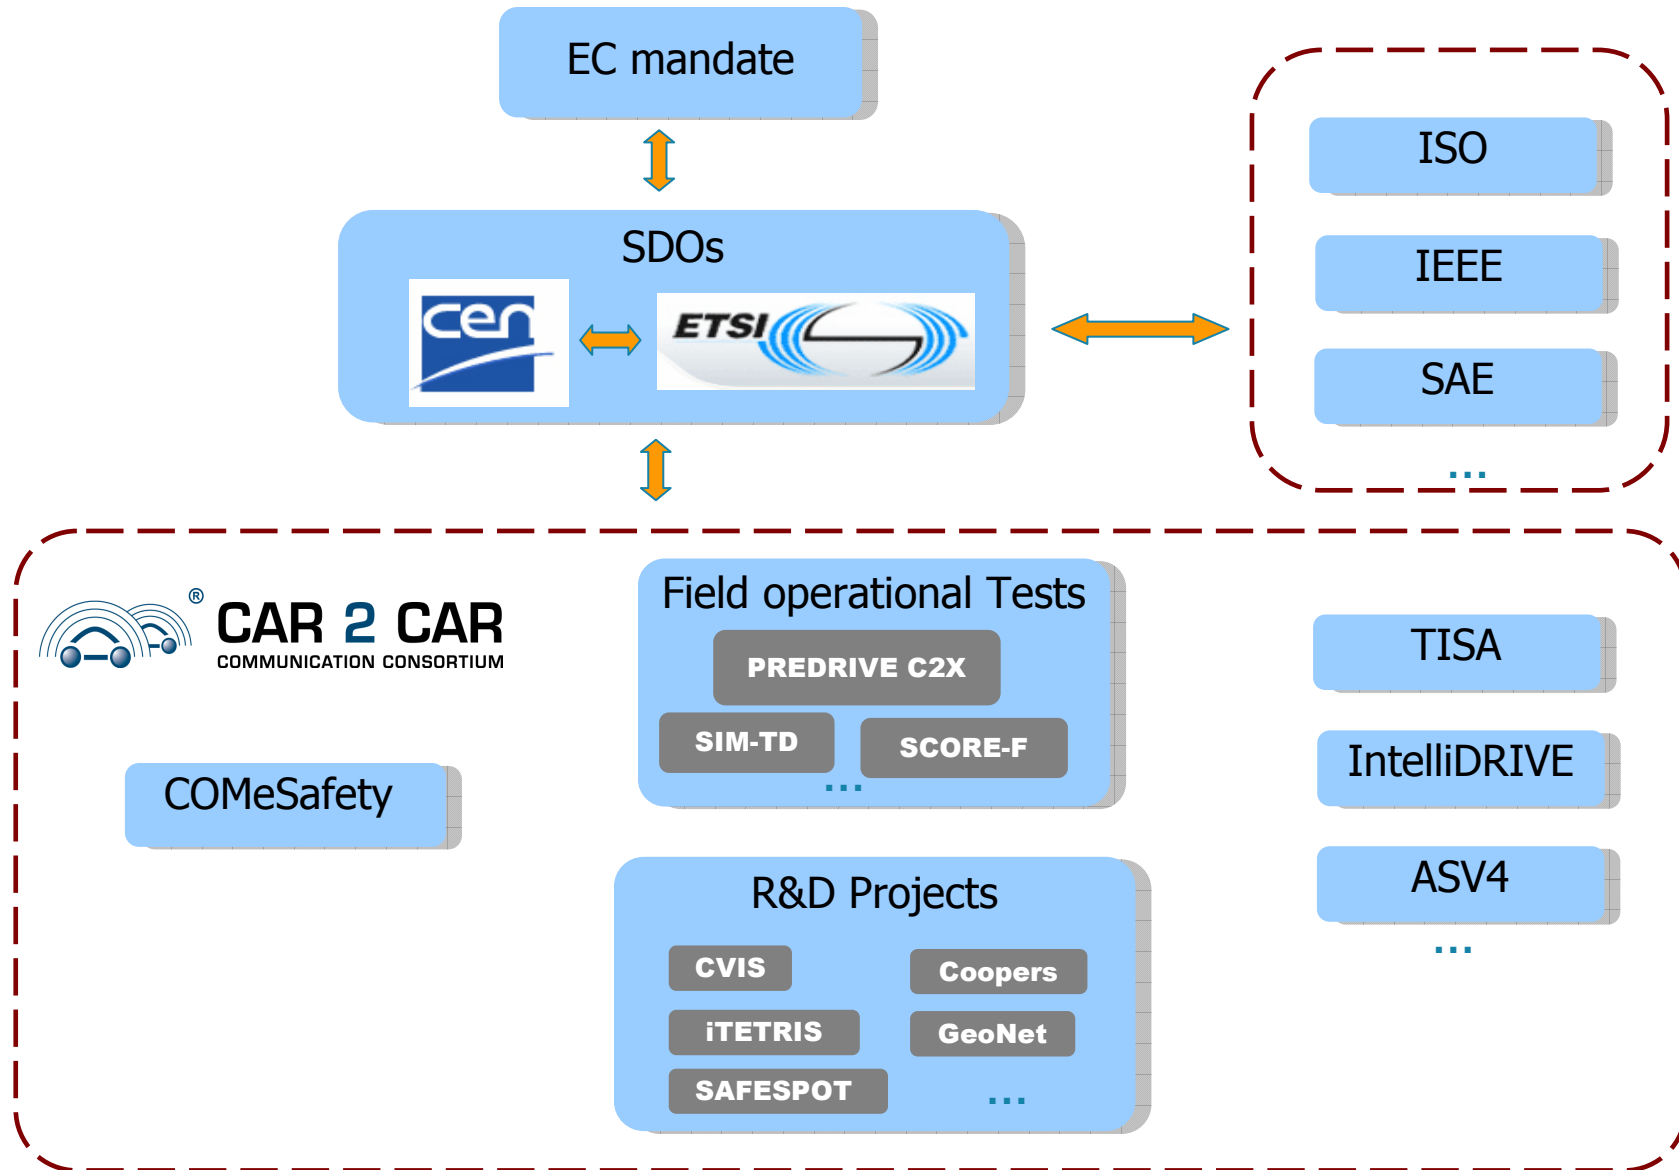 EC mandate
SDOs
cen
ETSI
ISO
IEEE
SAE
...
® CAR 2 CAR
COMMUNICATION CONSORTIUM
COMeSafety
Field operational Tests
PREDRIVE C2X
SIM-TD
SCORE-F
...
R&D Projects
CVIS
Coopers
iTETRIS
GeoNet
SAFESPOT
...
TISA
IntelliDRIVE
ASV4
...